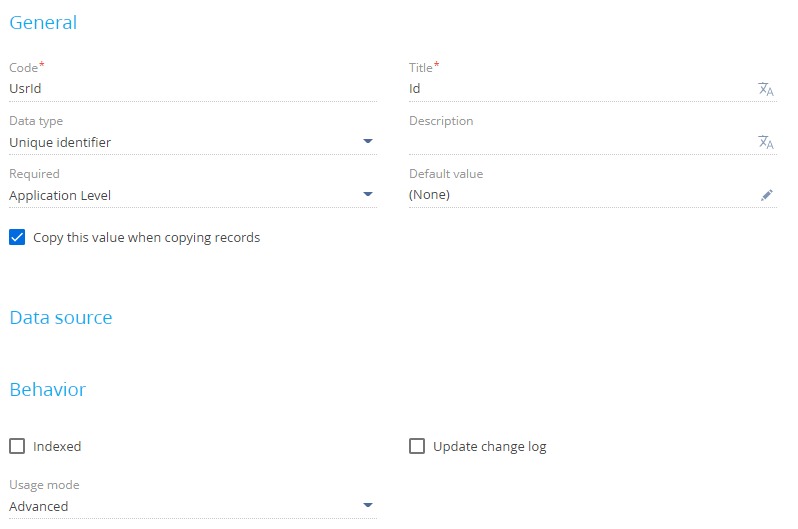 General
Code*
Title*
UsrId
Id
Data type
Description
Unique identifier
Required
Default value
Application Level
(None)
Copy this value when copying records
Data source
Behavior
Indexed
Update change log
Usage mode
Advanced